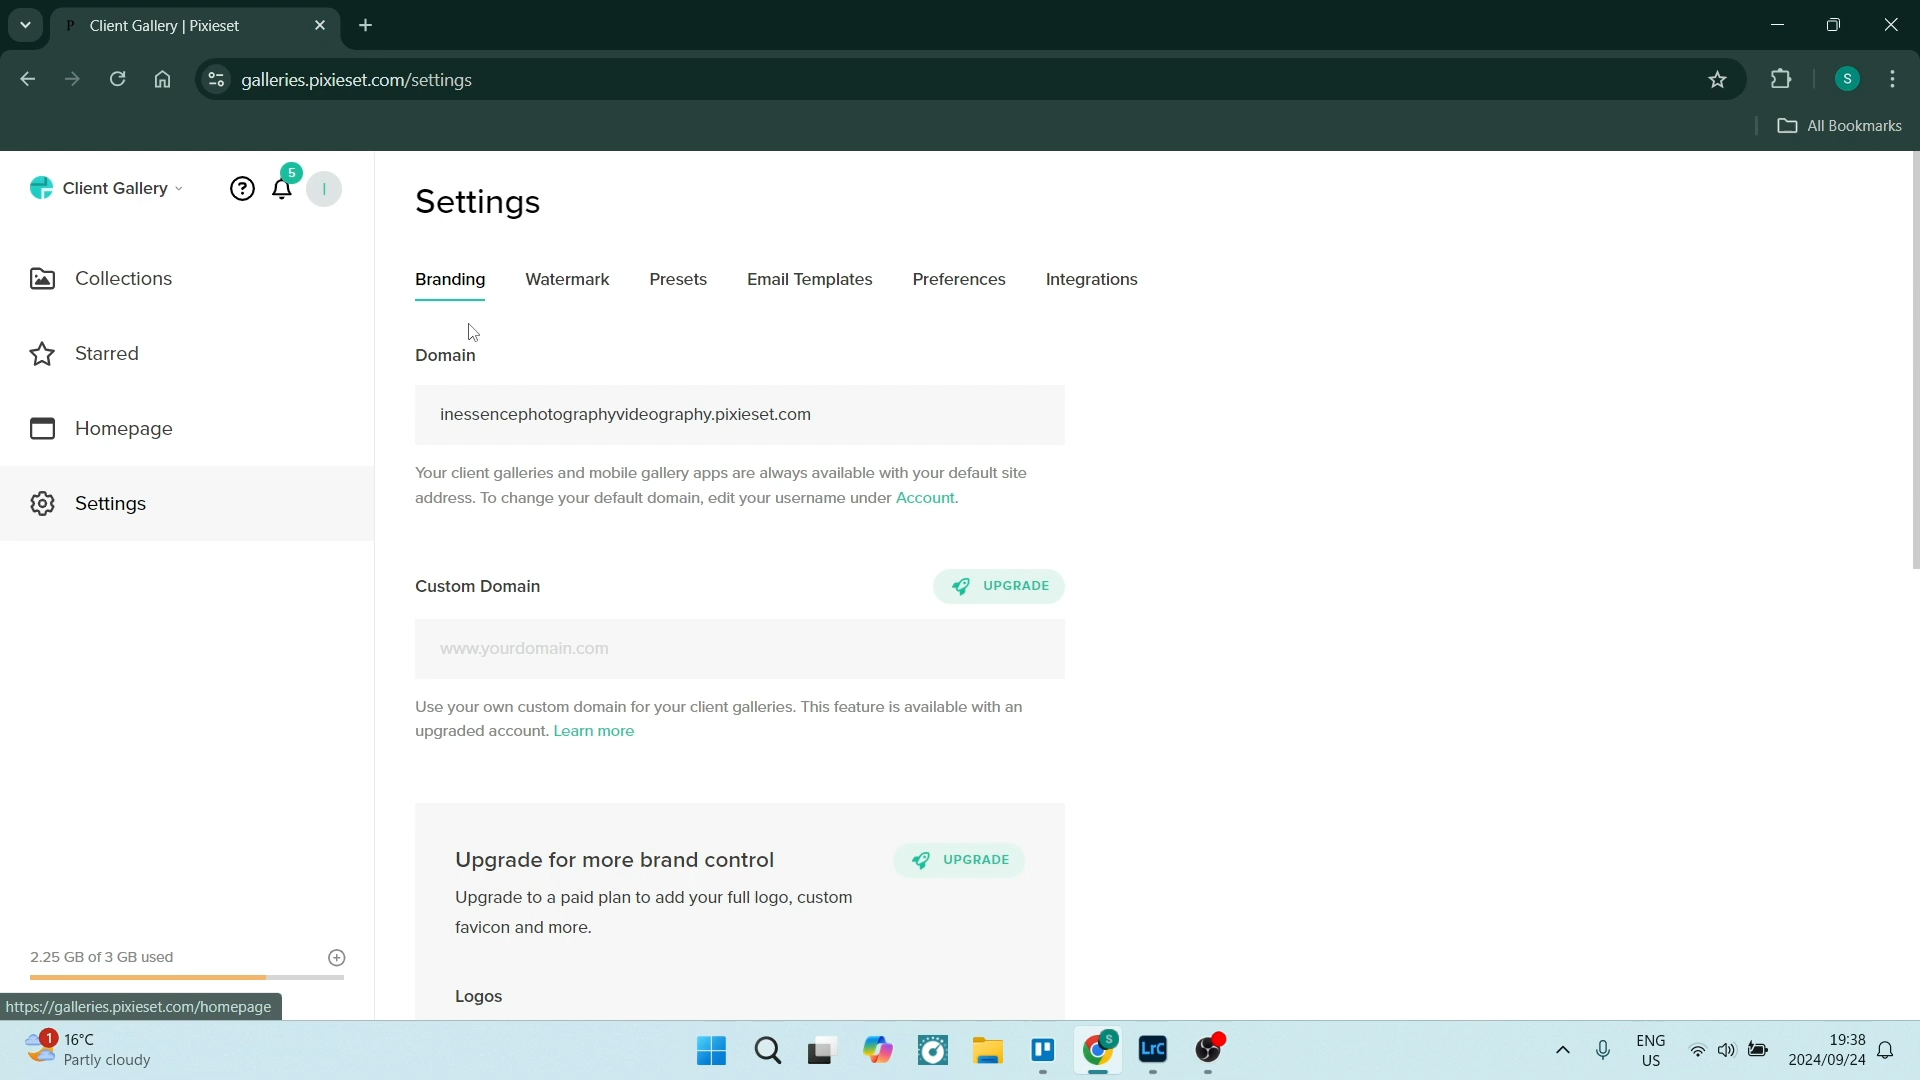 P Client Gallery | Pixieset
galleries.pixieset.com/settings
S
All Bookmarks
Client Gallery
5
I
Collections
Starred
Homepage
Settings
2.25 GB of 3 GB used
https://galleries.pixieset.com/homepage
Settings
Branding Watermark Presets Email Templates Preferences Integrations
Domain
inessencephotographyvideography.pixieset.com
Your client galleries and mobile gallery apps are always available with your default site
address. To change your default domain, edit your username under Account.
Custom Domain
UPGRADE
www.yourdomain.com
Use your own custom domain for your client galleries. This feature is available with an
upgraded account. Learn more
Upgrade for more brand control
UPGRADE
Upgrade to a paid plan to add your full logo, custom
favicon and more.
Logos
1
16°C
Partly cloudy
S
LrC
ENG
US
19:38
2024/09/24